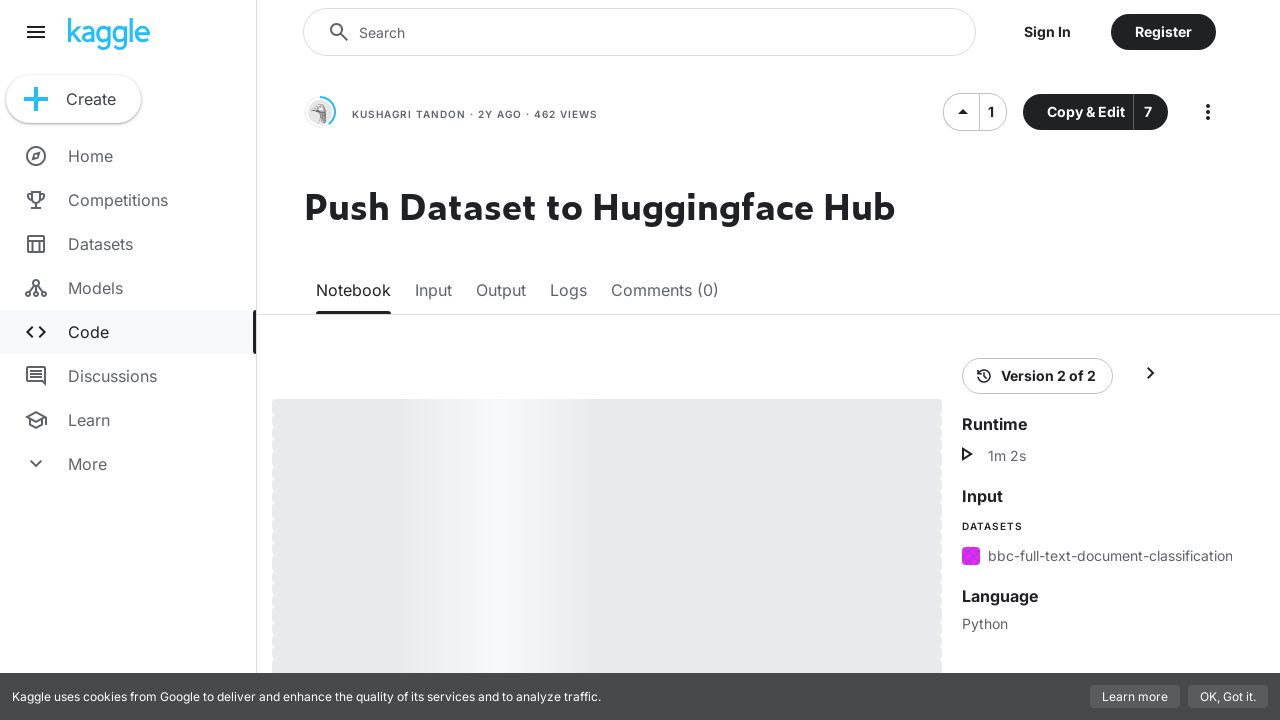 kaggle
Search
Sign In
Register
Create
Home
Competitions
Datasets
Models
Code
Discussions
Learn
More
KUSHAGRI TANDON · 2Y AGO · 462 VIEWS
1
Copy & Edit
7
Push Dataset to Huggingface Hub
Notebook
Input
Output
Logs
Comments (0)
Version 2 of 2
Runtime
1m 2s
Input
DATASETS
bbc-full-text-document-classification
Language
Python
Kaggle uses cookies from Google to deliver and enhance the quality of its services and to analyze traffic.
Learn more
OK, Got it.